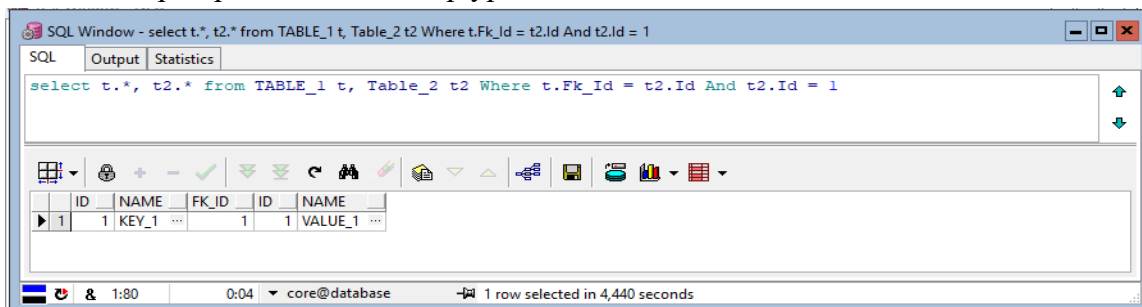 SQL Window - select t.*, t2.* from TABLE_1 t, Table_2 t2 Where t.Fk_Id = t2.Id And t2.Id = 1
SQL Output Statistics
select t.*, t2.* from TABLE_1 t, Table_2 t2 Where t.Fk_Id = t2.Id And t2.Id = 1
ID NAME FK_ID ID NAME
1 1 KEY_1 ... 1 1 VALUE_1 ...
& 1:80 0:04 core@database 1 row selected in 4,440 seconds